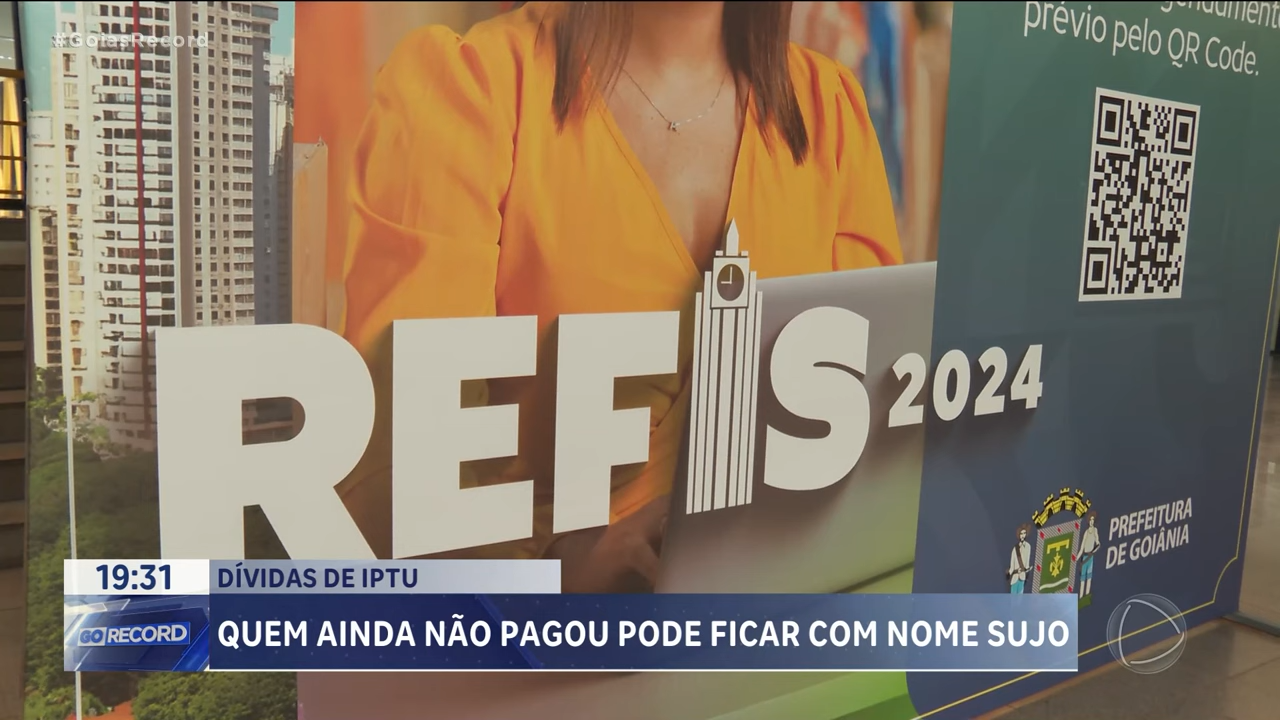 #GoiásRecord
prévio pelo QR Code.
REFIS 2024
PREFEITURA
DE GOIÂNIA
19:31
DÍVIDAS DE IPTU
GO RECORD
QUEM AINDA NÃO PAGOU PODE FICAR COM NOME SUJO